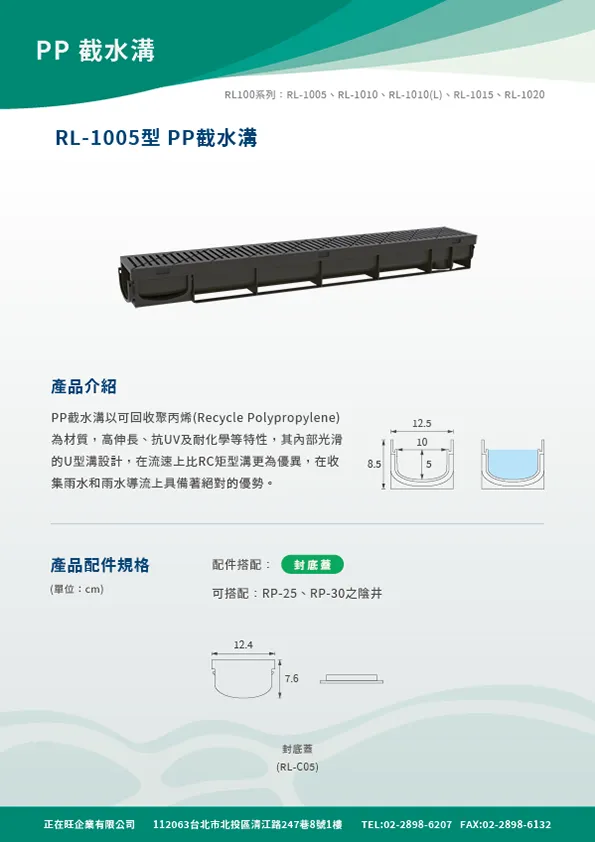 PP 截水溝
RL100系列：RL-1005、RL-1010、RL-1010(L)、RL-1015、RL-1020
RL-1005型 PP截水溝
產品介紹
PP截水溝以可回收聚丙烯(Recycle Polypropylene)
為材質，高伸長、抗UV及耐化學等特性，其內部光滑
的U型溝設計，在流速上比RC矩型溝更為優異，在收
集雨水和雨水導流上具備著絕對的優勢。
12.5
10
8.5
5
產品配件規格
(單位：cm)
配件搭配：
封底蓋
可搭配：RP-25、RP-30之陰井
12.4
7.6
封底蓋
(RL-C05)
正在旺企業有限公司 112063台北市北投區清江路247巷8號1樓 TEL:02-2898-6207 FAX:02-2898-6132